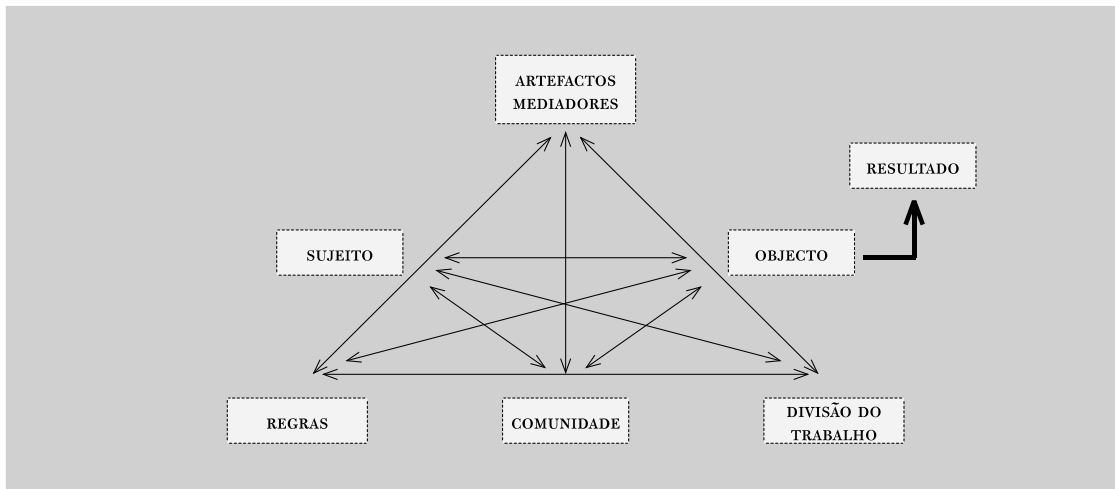 ARTEFACTOS
MEDIADORES
RESULTADO
SUJEITO
OBJECTO
REGRAS
COMUNIDADE
DIVISÃO DO
TRABALHO